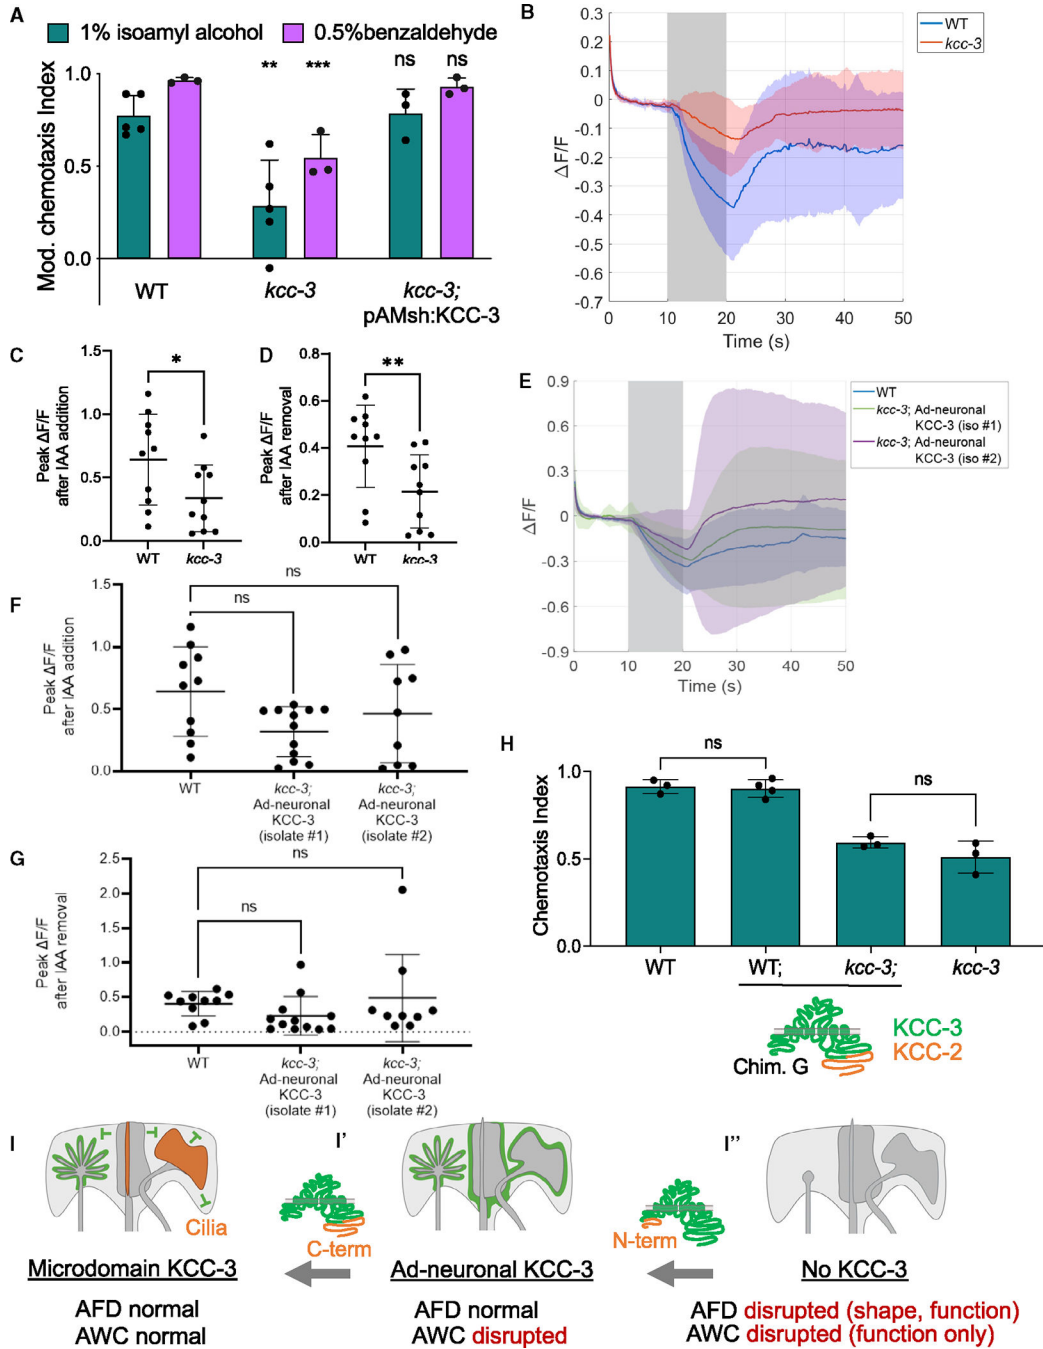 A
1% isoamyl alcohol
0.5%benzaldehyde
Mod. chemotaxis Index
1.0
0.5
0.0
**
***
ns
ns
WT
kcc-3
kcc-3;
pAMsh:KCC-3
B
WT
kcc-3
ΔF/F
0.3
0.2
0.1
0
-0.1
-0.2
-0.3
-0.4
-0.5
-0.6
-0.7
0
10
20
30
40
50
Time (s)
C
Peak ΔF/F
after IAA addition
1.5
1.0
0.5
0.0
*
WT
kcc-3
D
Peak ΔF/F
after IAA removal
0.8
0.6
0.4
0.2
0.0
**
WT
kcc-3
E
ΔF/F
0.9
0.6
0.3
0
-0.3
-0.6
-0.9
0
10
20
30
40
50
Time (s)
WT
kcc-3; Ad-neuronal
KCC-3 (iso #1)
kcc-3; Ad-neuronal
KCC-3 (iso #2)
F
Peak ΔF/F
after IAA addition
1.5
1.0
0.5
0.0
ns
ns
WT
kcc-3;
Ad-neuronal
KCC-3
(isolate #1)
kcc-3;
Ad-neuronal
KCC-3
(isolate #2)
G
Peak ΔF/F
after IAA removal
2.5
2.0
1.5
1.0
0.5
0.0
ns
ns
WT
kcc-3;
Ad-neuronal
KCC-3
(isolate #1)
kcc-3;
Ad-neuronal
KCC-3
(isolate #2)
H
Chemotaxis Index
1.0
0.5
0.0
ns
ns
WT
WT;
kcc-3;
kcc-3
Chim. G
KCC-3
KCC-2
I
Cilia
Microdomain KCC-3
AFD normal
AWC normal
C-term
I'
Ad-neuronal KCC-3
AFD normal
AWC disrupted
N-term
I''
No KCC-3
AFD disrupted (shape, function)
AWC disrupted (function only)